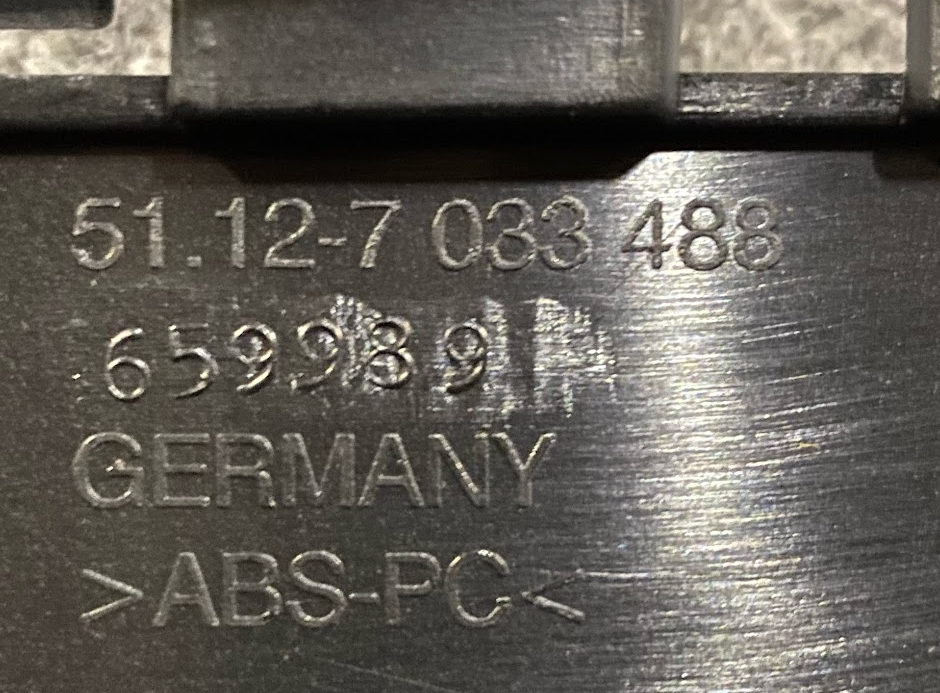 51.12-7 033 488
659989
GERMANY
>ABS-PC<